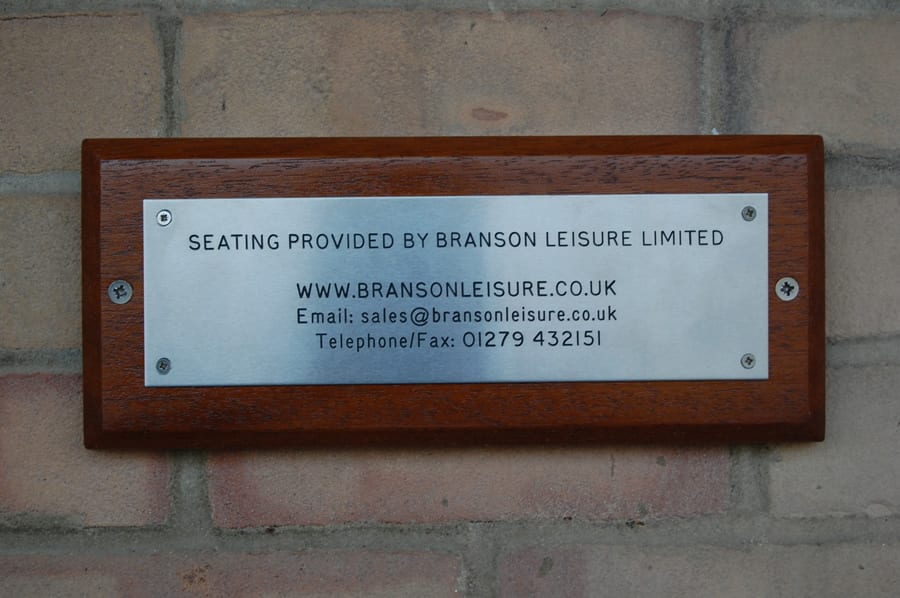 SEATING PROVIDED BY BRANSON LEISURE LIMITED
WWW.BRANSONLEISURE.CO.UK
Email: sales@bransonleisure.co.uk
Telephone/Fax: 01279 432151